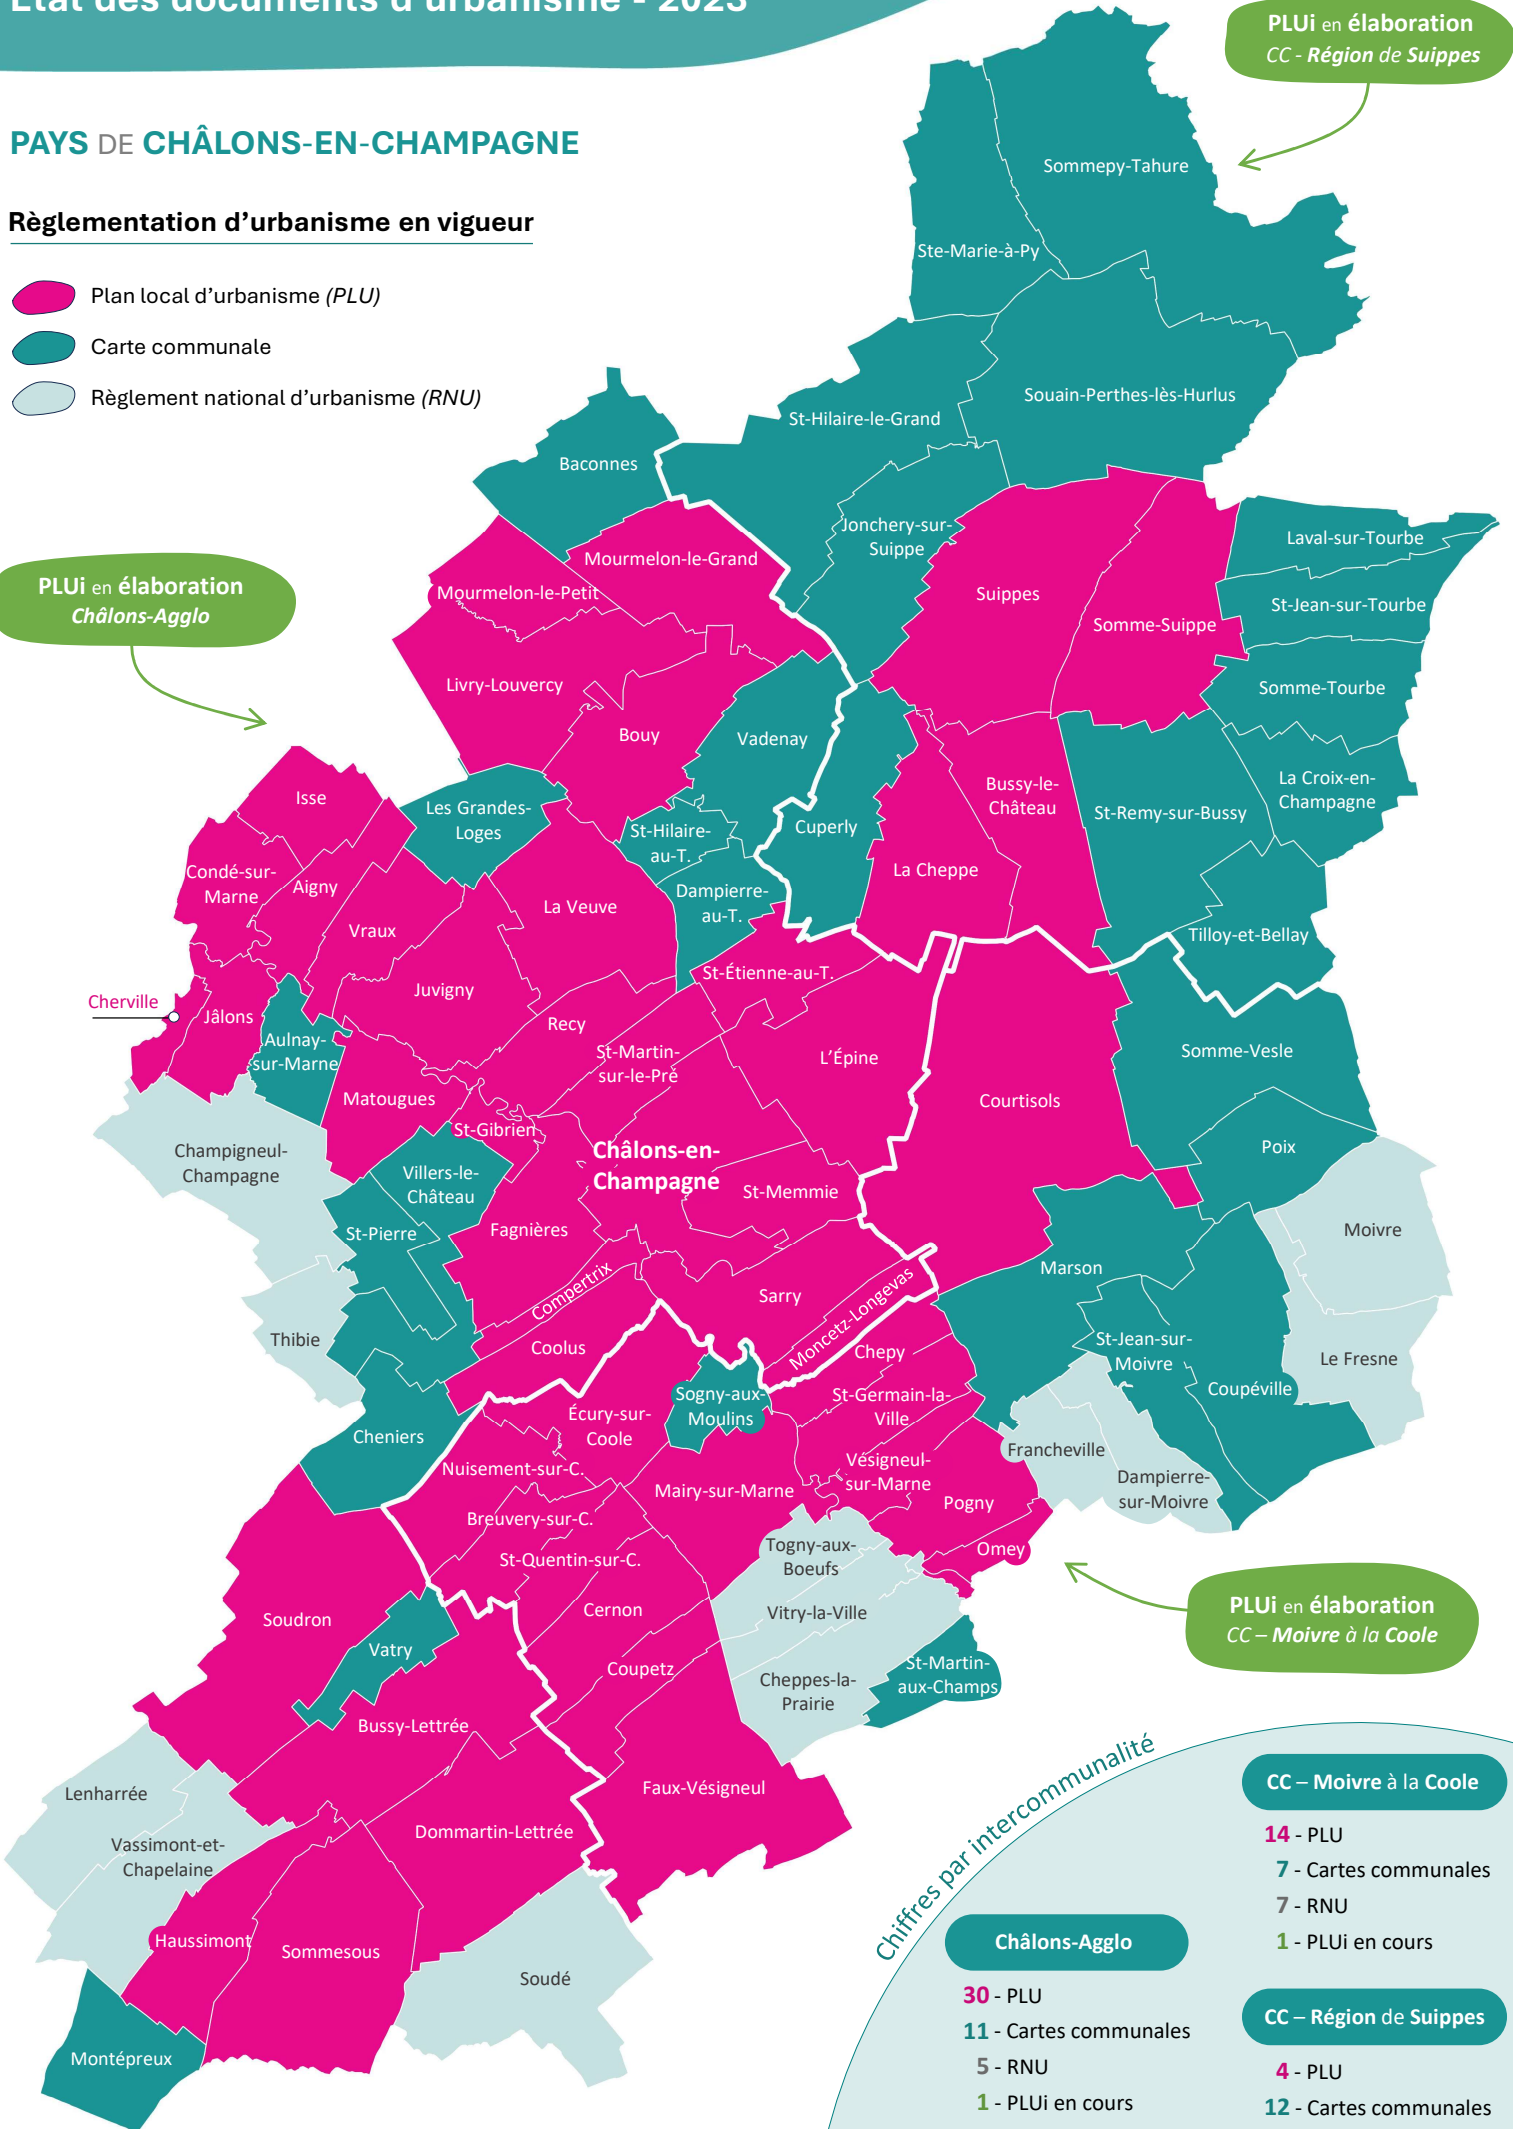 État des documents d'urbanisme - 2025
PLUi en élaboration
CC - Région de Suippes
PAYS DE CHÂLONS-EN-CHAMPAGNE
Règlementation d’urbanisme en vigueur
Plan local d’urbanisme (PLU)
Carte communale
Règlement national d’urbanisme (RNU)
Sommepy-Tahure
Ste-Marie-à-Py
Souain-Perthes-lès-Hurlus
St-Hilaire-le-Grand
Baconnes
Jonchery-sur-
Suippe
Laval-sur-Tourbe
Mourmelon-le-Grand
Mourmelon-le-Petit
Suippes
St-Jean-sur-Tourbe
Somme-Suippe
PLUi en élaboration
Châlons-Agglo
Livry-Louvercy
Somme-Tourbe
Bouy
Vadenay
Bussy-le-
Château
La Croix-en-
Champagne
Isse
Les Grandes-
Loges
St-Hilaire-
au-T.
Cuperly
St-Remy-sur-Bussy
Condé-sur-
Marne
Aigny
La Cheppe
Dampierre-
au-T.
La Veuve
Vraux
Tilloy-et-Bellay
St-Étienne-au-T.
Juvigny
Cherville
Jâlons
Recy
Aulnay-
sur-Marne
St-Martin-
sur-le-Pré
L’Épine
Somme-Vesle
Matougues
Courtisols
St-Gibrien
Champigneul-
Champagne
Châlons-en-
Champagne
Poix
Villers-le-
Château
St-Memmie
St-Pierre
Fagnières
Moivre
Marson
Compertrix
Sarry
Moncetz-Longevas
Thibie
Coolus
Chepy
St-Jean-sur-
Moivre
Le Fresne
Coupéville
Sogny-aux-
Moulins
St-Germain-la-
Ville
Écury-sur-
Coole
Cheniers
Francheville
Nuisement-sur-C.
Vésigneul-
sur-Marne
Dampierre-
sur-Moivre
Mairy-sur-Marne
Pogny
Breuvery-sur-C.
Togny-aux-
Boeufs
Omey
St-Quentin-sur-C.
Cernon
Vitry-la-Ville
PLUi en élaboration
CC – Moivre à la Coole
Soudron
Vatry
Coupetz
St-Martin-
aux-Champs
Cheppes-la-
Prairie
Bussy-Lettrée
Faux-Vésigneul
Lenharrée
Dommartin-Lettrée
Vassimont-et-
Chapelaine
Haussimont
Sommesous
Soudé
Montépreux
Chiffres par intercommunalité
CC – Moivre à la Coole
14 - PLU
7 - Cartes communales
7 - RNU
1 - PLUi en cours
Châlons-Agglo
30 - PLU
11 - Cartes communales
5 - RNU
1 - PLUi en cours
CC – Région de Suippes
4 - PLU
12 - Cartes communales